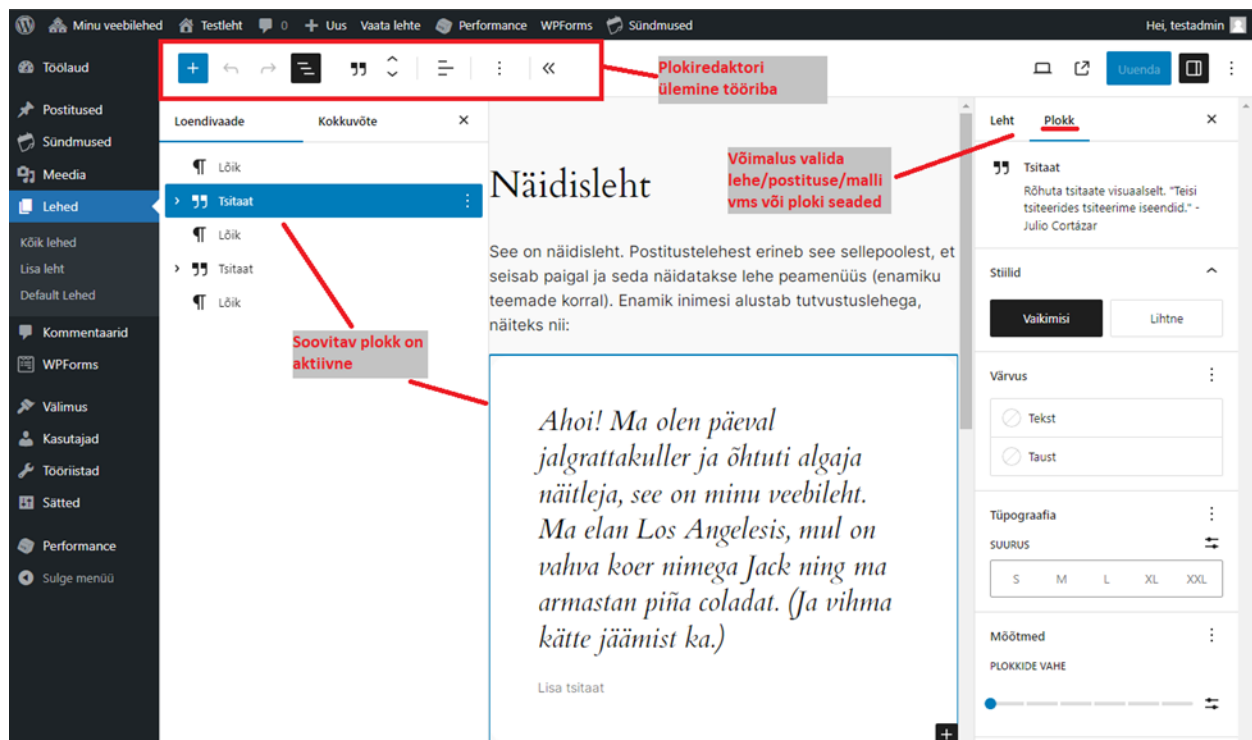 Minu veebilehed
Testleht
0
Uus
Vaata lehte
Performance
WPForms
Sündmused
Hei, testadmin
Töölaud
Postitused
Sündmused
Meedia
Lehed
Kõik lehed
Lisa leht
Default Lehed
Kommentaarid
WPForms
Välimus
Kasutajad
Tööriistad
Sätted
Performance
Sulge menüü
Plokiredaktori
ülemine tööriba
Uuenda
Loendivaade
Kokkuvõte
Lõik
Tsitaat
Lõik
Tsitaat
Lõik
Soovitav plokk on
aktiivne
Näidisleht
Võimalus valida
lehe/postituse/malli
vms või ploki seaded
See on näidisleht. Postitustelehest erineb see sellepoolest, et
seisab paigal ja seda näidatakse lehe peamenüüs (enamiku
teemade korral). Enamik inimesi alustab tutvustuslehega,
näiteks nii:
Ahoi! Ma olen päeval
jalgrattakuller ja õhtuti algaja
näitleja, see on minu veebileht.
Ma elan Los Angelesis, mul on
vahva koer nimega Jack ning ma
armastan piña coladat. (Ja vihma
kätte jäämist ka.)
Lisa tsitaat
Leht
Plokk
Tsitaat
Rõhuta tsitaate visuaalselt. "Teisi
tsiteerides tsiteerime iseendid." -
Julio Cortázar
Stiilid
Vaikimisi
Lihtne
Värvus
Tekst
Taust
Tüpograafia
SUURUS
S M L XL XXL
Mõõtmed
PLOKKIDE VAHE